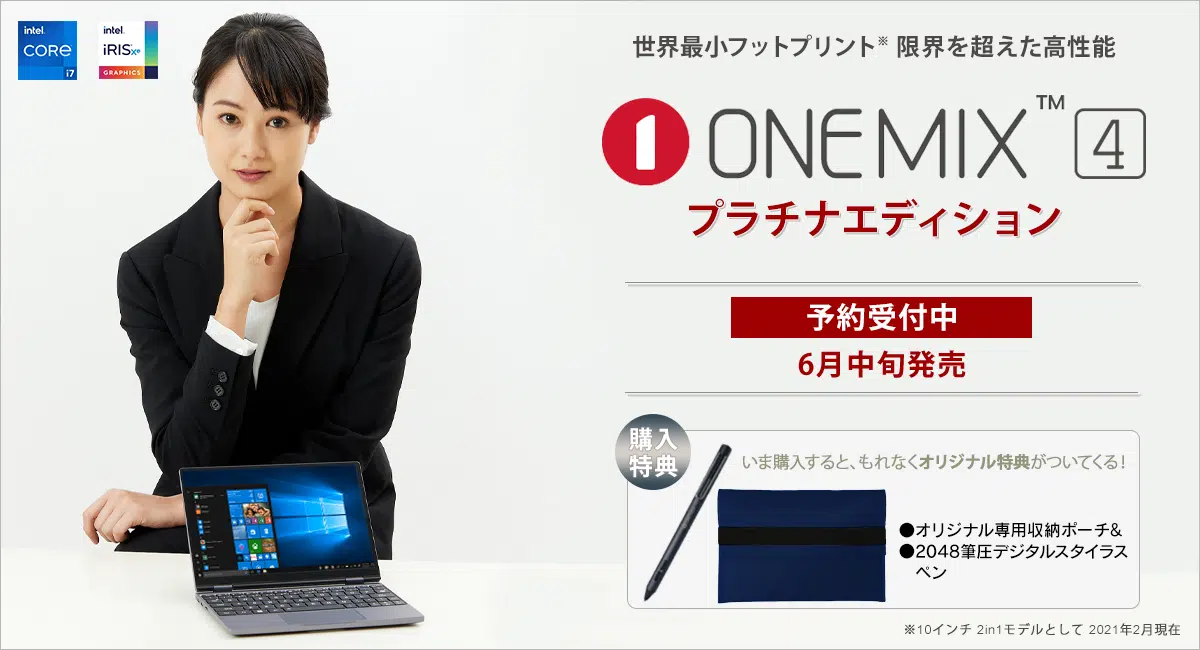 intel
CORE
i7
intel
iRISxe
GRAPHICS
世界最小フットプリント※ 限界を超えた高性能
1 ONEMIX™ 4
プラチナエディション
予約受付中
6月中旬発売
購入
特典
いま購入すると、もれなくオリジナル特典がついてくる!
●オリジナル専用収納ポーチ&
●2048筆圧デジタルスタイラス
ペン
※10インチ 2in1モデルとして 2021年2月現在